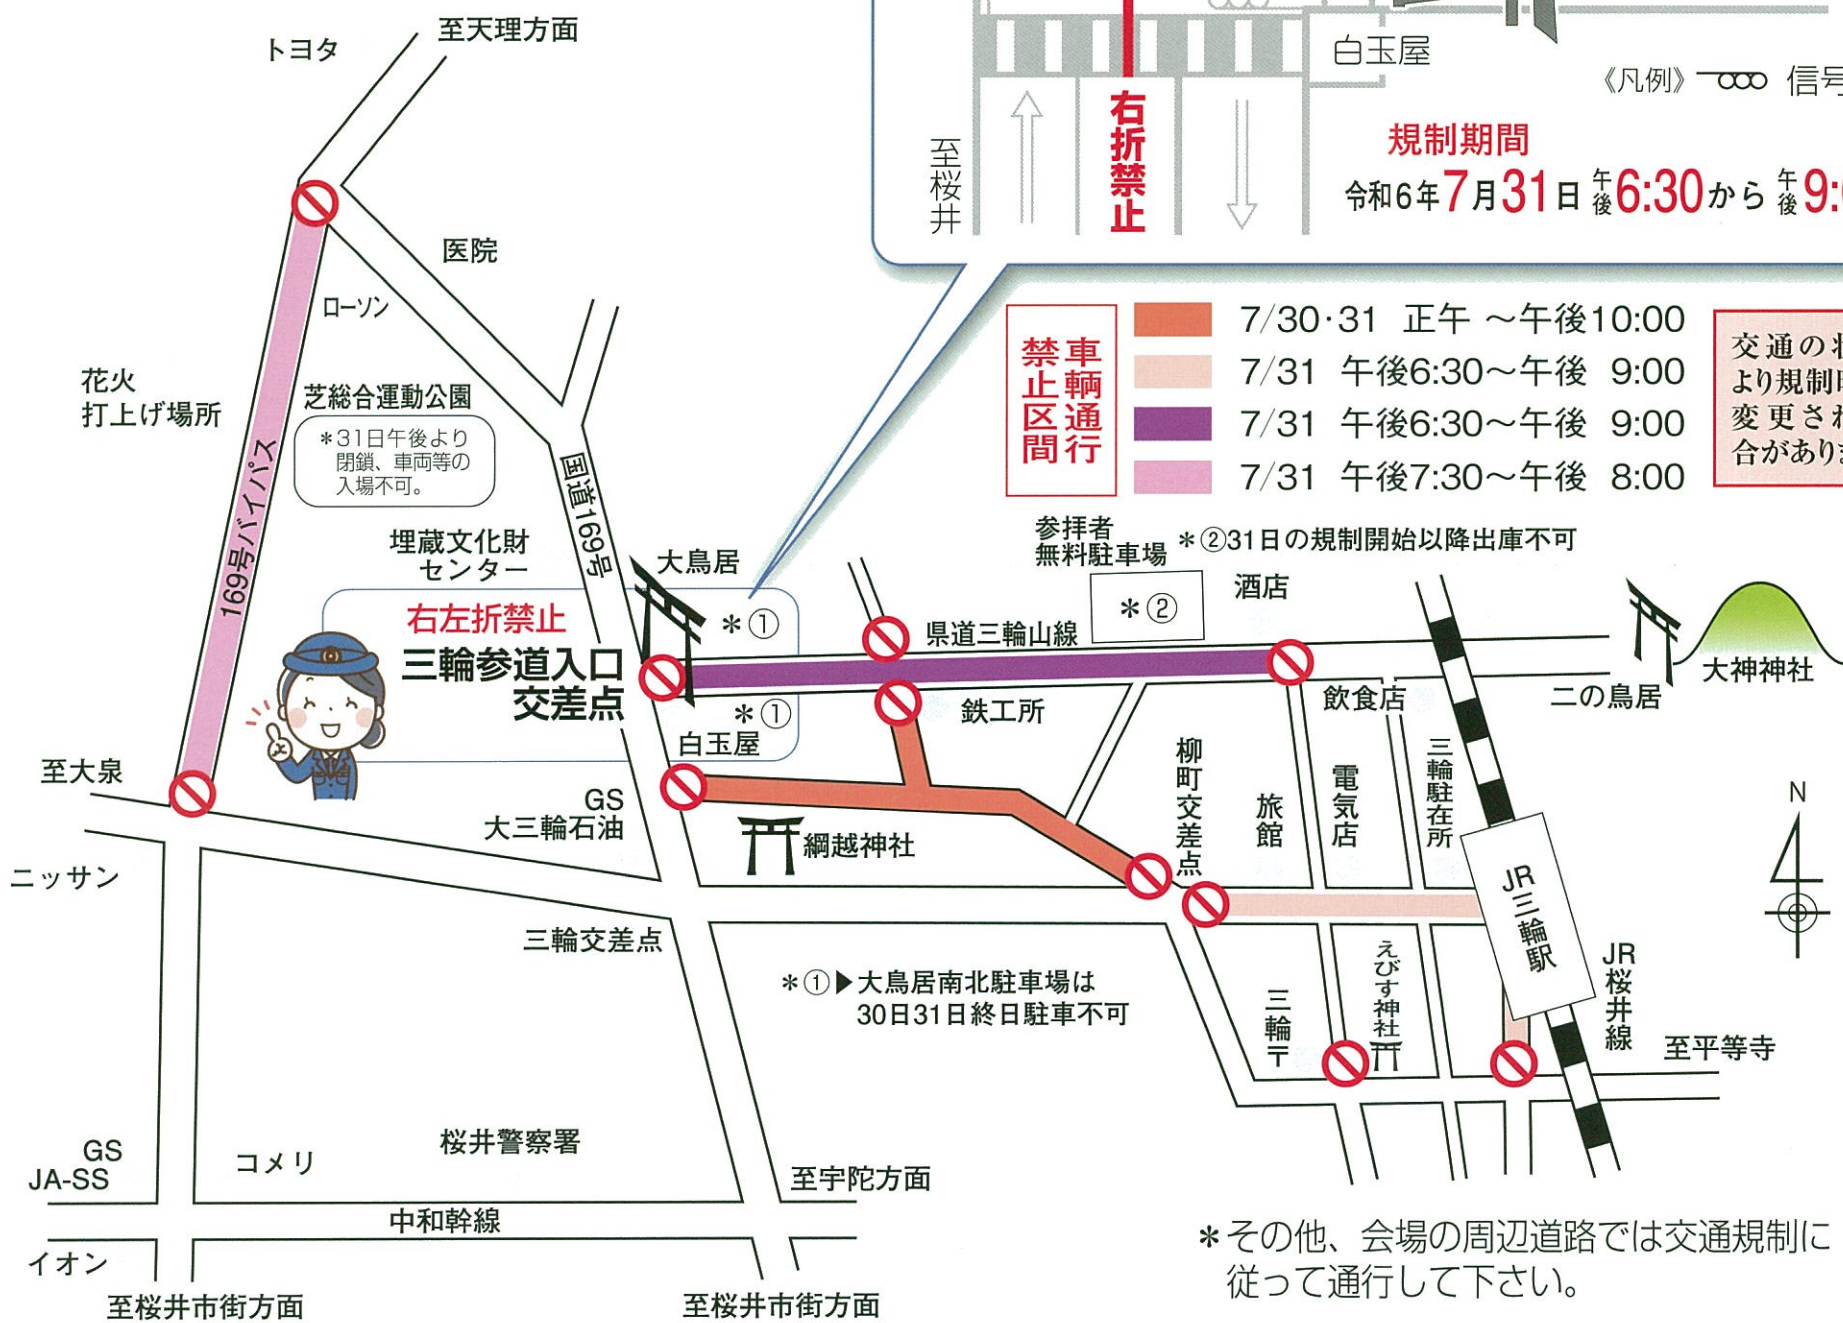 トヨタ
至天理方面
白玉屋
《凡例》
信号
至桜井
右折禁止
規制期間
令和6年7月31日 午後6:30から 午後9:
医院
ローソン
花火
打上げ場所
芝総合運動公園
*31日午後より
閉鎖、車両等の
入場不可。
169号バイパス
国道169号
車輌通行
禁止区間
7/30・31 正午 ～午後10:00
7/31 午後6:30～午後 9:00
7/31 午後6:30～午後 9:00
7/31 午後7:30～午後 8:00
交通の
より規制
変更され
合があり
参拝者
無料駐車場
*②31日の規制開始以降出庫不可
埋蔵文化財
センター
大鳥居
*①
*②
酒店
右左折禁止
三輪参道入口
交差点
県道三輪山線
*①
白玉屋
鉄工所
飲食店
二の鳥居
大神神社
至大泉
ニッサン
GS
大三輪石油
綱越神社
柳町交差点
旅館
電気店
三輪駐在所
JR三輪駅
N
三輪交差点
*①▶大鳥居南北駐車場は
30日31日終日駐車不可
三輪〒
えびす神社
JR桜井線
至平等寺
GS
JA-SS
コメリ
桜井警察署
至宇陀方面
中和幹線
イオン
至桜井市街方面
至桜井市街方面
*その他、会場の周辺道路では交通規制に
従って通行して下さい。